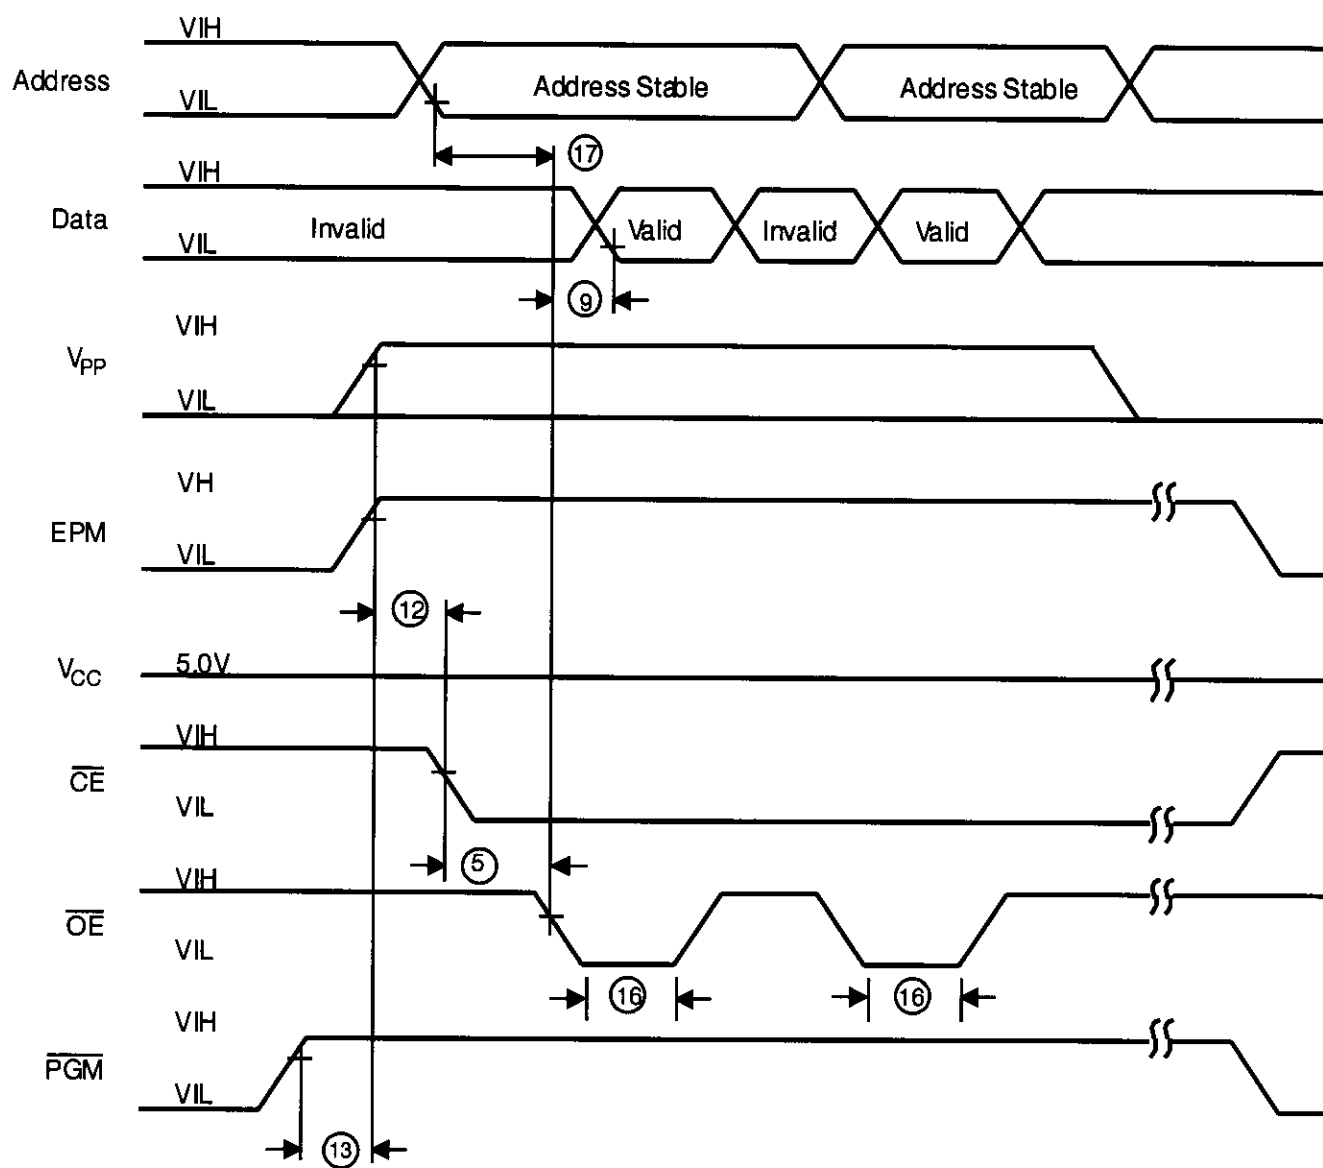 VIH
Address
Address Stable
Address Stable
VIL
17
VIH
Data
Invalid
Valid
Invalid
Valid
VIL
9
VIH
VPP
VIL
VH
EPM
VIL
12
VCC
5.0V
VIH
CE
VIL
5
VIH
OE
VIL
16
16
VIH
PGM
VIL
13